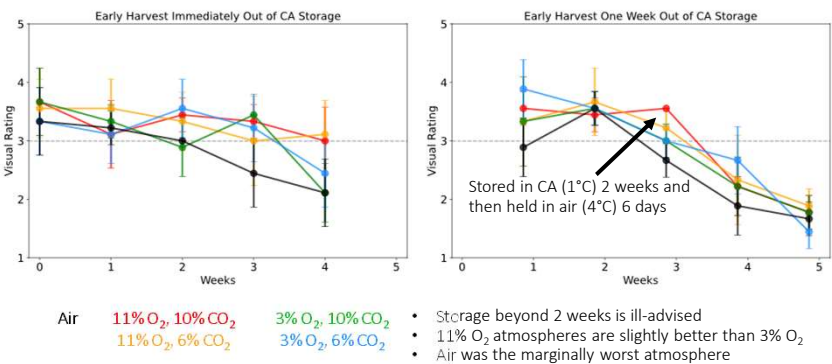 Early Harvest Immediately Out of CA Storage
5
4
3
2
1
Visual Rating
0 1 2 3 4 5
Weeks
Early Harvest One Week Out of CA Storage
5
4
3
2
1
Visual Rating
Stored in CA (1°C) 2 weeks and
then held in air (4°C) 6 days
0 1 2 3 4 5
Weeks
Air 11% O₂, 10% CO₂ 3% O₂, 10% CO₂
11% O₂, 6% CO₂ 3% O₂, 6% CO₂
• Storage beyond 2 weeks is ill-advised
• 11% O₂ atmospheres are slightly better than 3% O₂
• Air was the marginally worst atmosphere